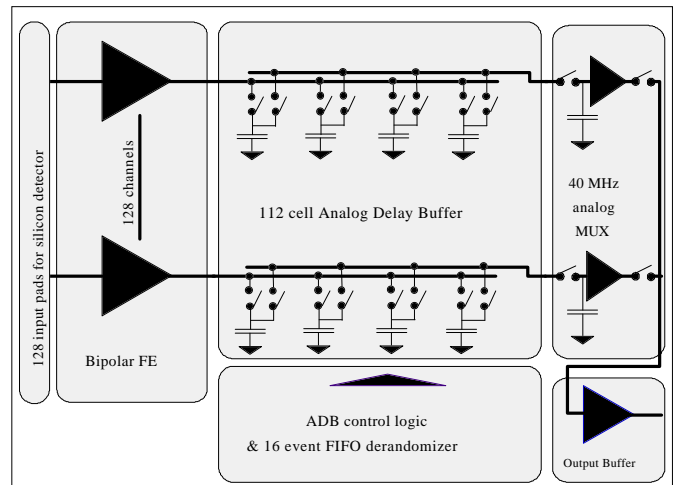 128 input pads for silicon detector
128 channels
Bipolar FE
112 cell Analog Delay Buffer
40 MHz
analog
MUX
ADB control logic
& 16 event FIFO derandomizer
Output Buffer